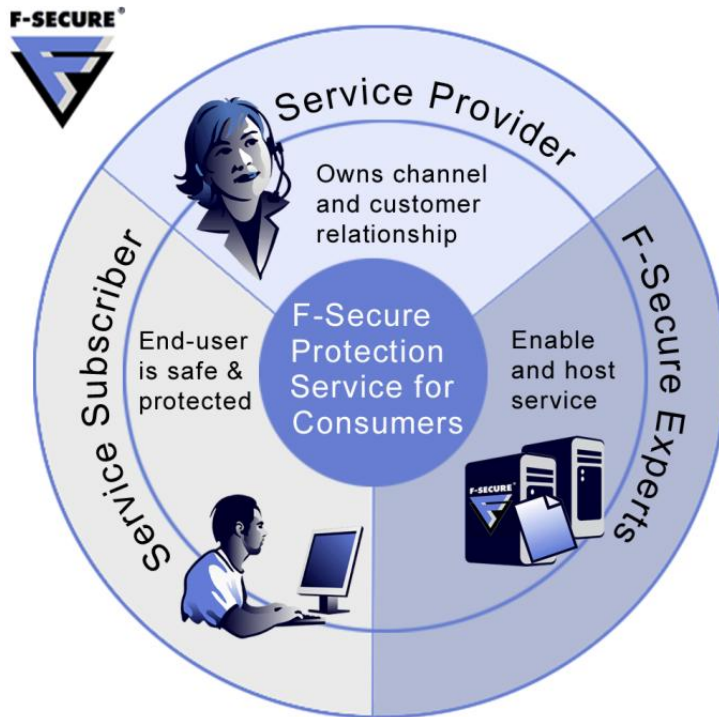 F-SECURE®
Service Provider
Owns channel
and customer
relationship
Service Subscriber
End-user
is safe &
protected
F-Secure
Protection
Service for
Consumers
F-Secure Experts
Enable
and host
service
F-SECURE®